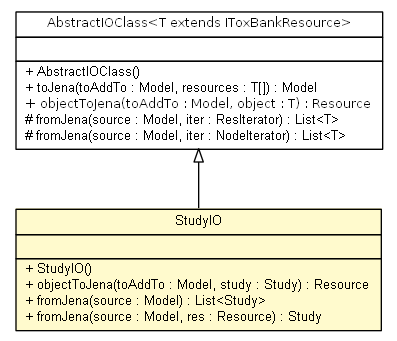 AbstractIOClass<T extends IToxBankResource>
+ AbstractIOClass()
+ toJena(toAddTo : Model, resources : T[]) : Model
+ objectToJena(toAddTo : Model, object : T) : Resource
# fromJena(source : Model, iter : ResIterator) : List<T>
# fromJena(source : Model, iter : NodeIterator) : List<T>
StudyIO
+ StudyIO()
+ objectToJena(toAddTo : Model, study : Study) : Resource
+ fromJena(source : Model) : List<Study>
+ fromJena(source : Model, res : Resource) : Study